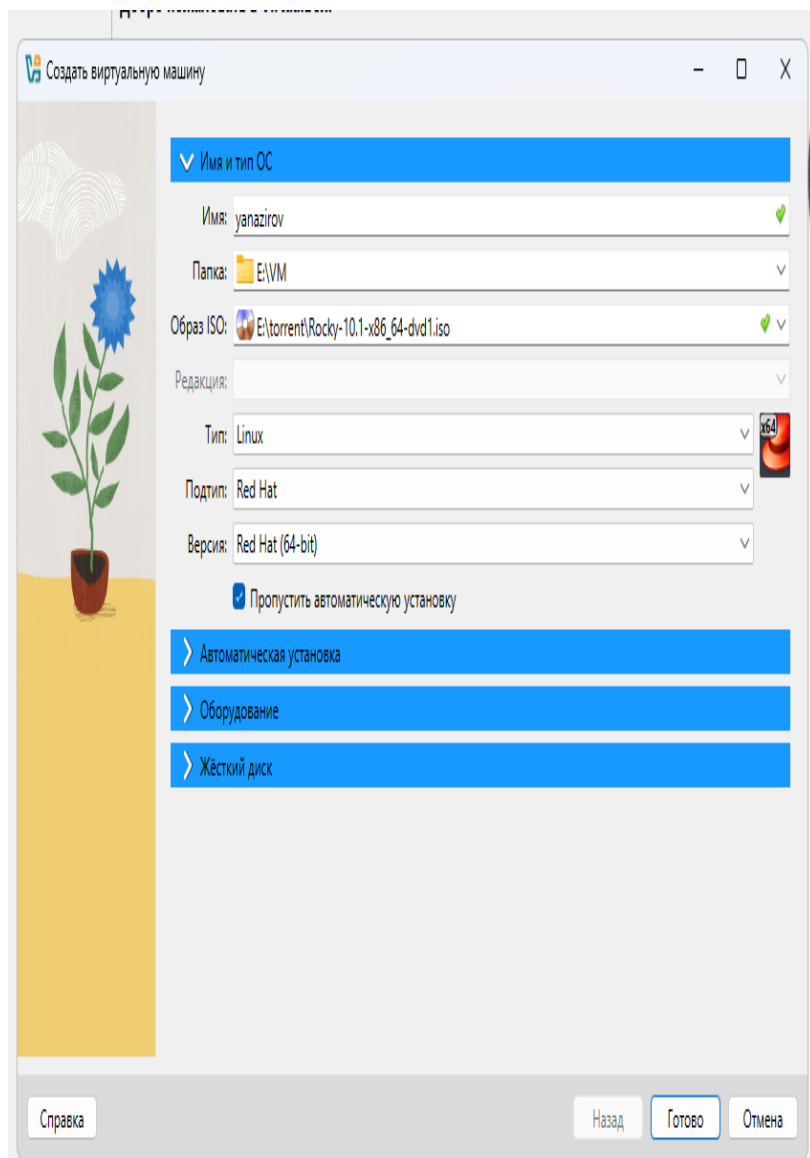 Создать виртуальную машину
Имя и тип ОС
Имя: yanazirov
Папка: E:\VM
Образ ISO: E:\torrent\Rocky-10.1-x86_64-dvd1.iso
Редакция:
Тип: Linux
x64
Подтип: Red Hat
Версия: Red Hat (64-bit)
Пропустить автоматическую установку
Автоматическая установка
Оборудование
Жёсткий диск
Справка Назад Готово Отмена